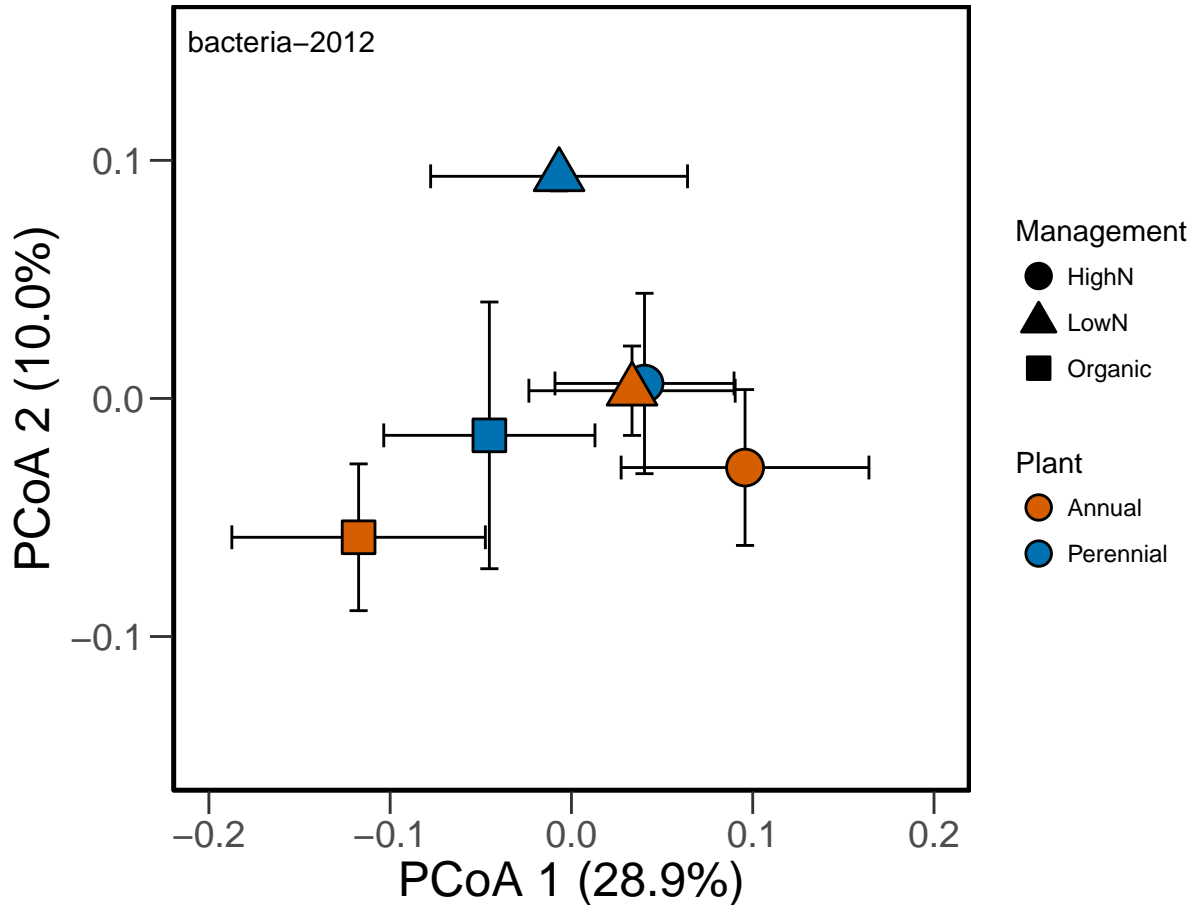 bacteria−2012
PCoA 2 (10.0%)
0.1
0.0
−0.1
−0.2
−0.1
0.0
0.1
0.2
PCoA 1 (28.9%)
Management
HighN
LowN
Organic
Plant
Annual
Perennial